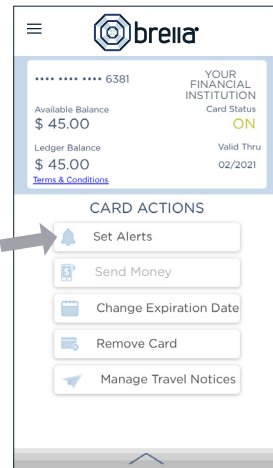 brella
•••• •••• •••• 6381
YOUR
FINANCIAL
INSTITUTION
Available Balance
$ 45.00
Card Status
ON
Ledger Balance
$ 45.00
Valid Thru
02/2021
Terms & Conditions
CARD ACTIONS
Set Alerts
Send Money
Change Expiration Date
Remove Card
Manage Travel Notices